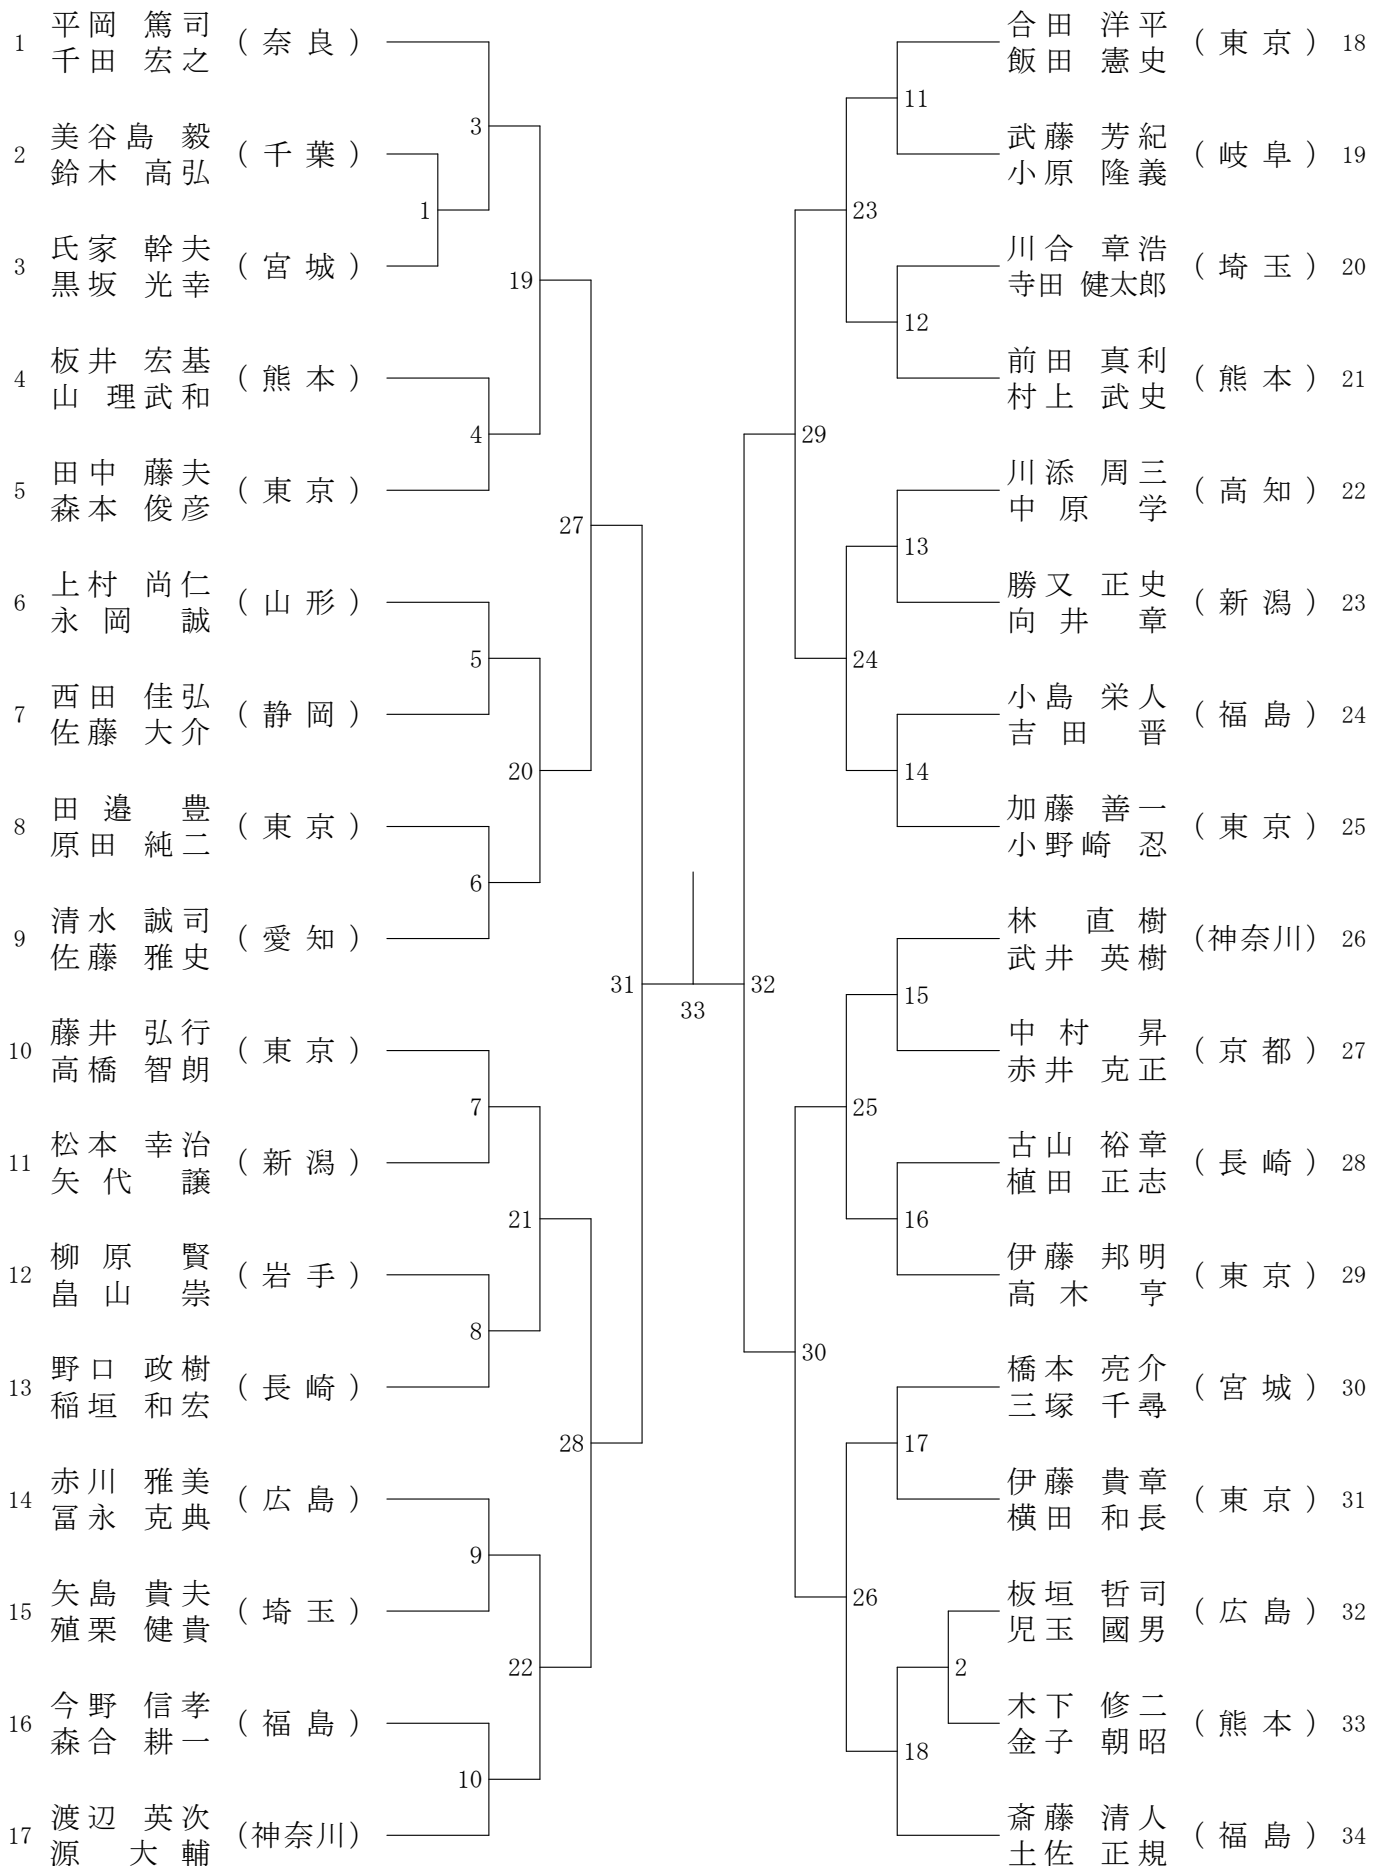 1 平岡 篤司 千田 宏之 (奈良)
2 美谷島 毅 鈴木 高弘 (千葉)
3 氏家 幹夫 黒坂 光幸 (宮城)
4 板井 宏基 山 理武和 (熊本)
5 田中 藤夫 森本 俊彦 (東京)
6 上村 尚仁 永岡 誠 (山形)
7 西田 佳弘 佐藤 大介 (静岡)
8 田邉 豊 原田 純二 (東京)
9 清水 誠司 佐藤 雅史 (愛知)
10 藤井 弘行 高橋 智朗 (東京)
11 松本 幸治 矢代 譲 (新潟)
12 柳原 賢 畠山 崇 (岩手)
13 野口 政樹 稲垣 和宏 (長崎)
14 赤川 雅美 冨永 克典 (広島)
15 矢島 貴夫 殖栗 健貴 (埼玉)
16 今野 信孝 森合 耕一 (福島)
17 渡辺 英次 源 大輔 (神奈川)
3
1
19
4
27
5
20
6
31
7
21
8
28
9
22
10
33
合田 洋平 飯田 憲史 (東京) 18
武藤 芳紀 小原 隆義 (岐阜) 19
川合 章浩 寺田 健太郎 (埼玉) 20
前田 真利 村上 武史 (熊本) 21
川添 周三 中原 学 (高知) 22
勝又 正史 向井 章 (新潟) 23
小島 栄人 吉田 晋 (福島) 24
加藤 善一 小野崎 忍 (東京) 25
林 直樹 武井 英樹 (神奈川) 26
中村 昇 赤井 克正 (京都) 27
古山 裕章 植田 正志 (長崎) 28
伊藤 邦明 高木 亨 (東京) 29
橋本 亮介 三塚 千尋 (宮城) 30
伊藤 貴章 横田 和長 (東京) 31
板垣 哲司 児玉 國男 (広島) 32
木下 修二 金子 朝昭 (熊本) 33
斎藤 清人 土佐 正規 (福島) 34
11
23
12
29
13
24
14
32
15
25
16
30
17
26
2
18